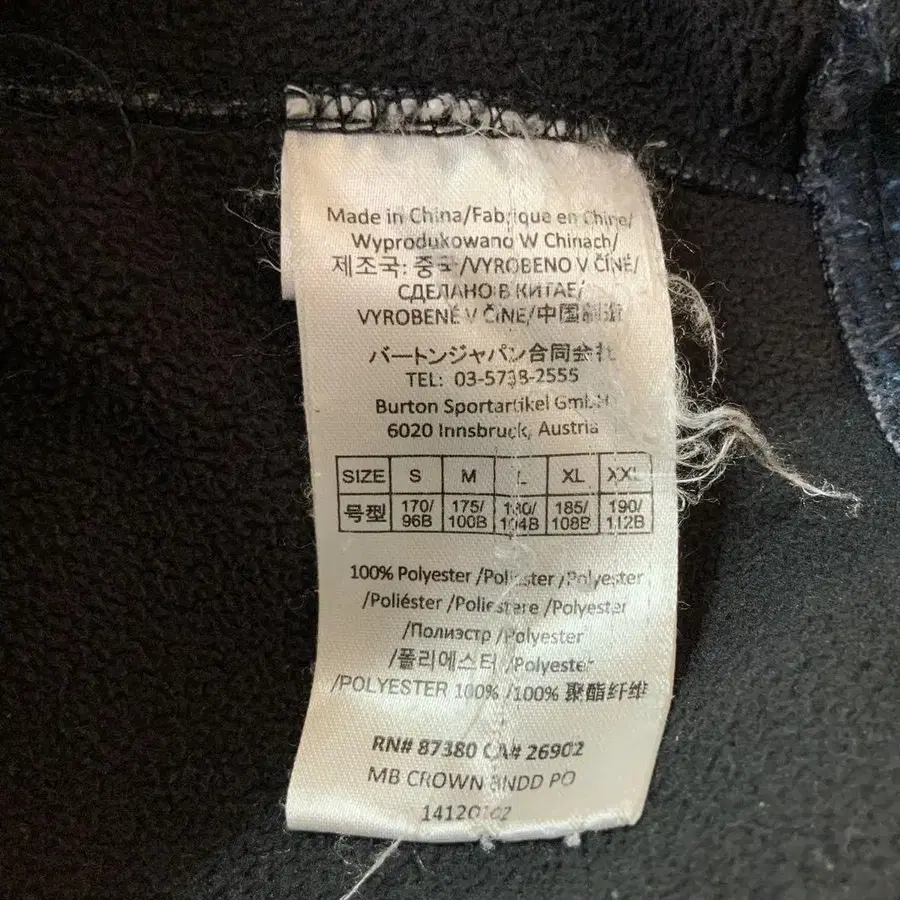 Made in China/Fabrique en Chine/
Wyprodukowano W Chinach/
제조국: 중국/VYROBENO V ČÍNĚ/
СДЕЛАНО В КИТАЕ/
VYROBENÉ V ČÍNE/中国制造
バートンジャパン合同会社
TEL: 03-5738-2555
Burton Sportartikel GmbH
6020 Innsbruck, Austria
SIZE S M L XL XXL
号型 170/96B 175/100B 180/104B 185/108B 190/112B
100% Polyester /Poliester /Polyester
/Poliéster /Poliestere /Polyester
/Полиэстр /Polyester
/폴리에스터 /Polyester
/POLYESTER 100% /100% 聚酯纤维
RN# 87380 CA# 26902
MB CROWN BNDD PO